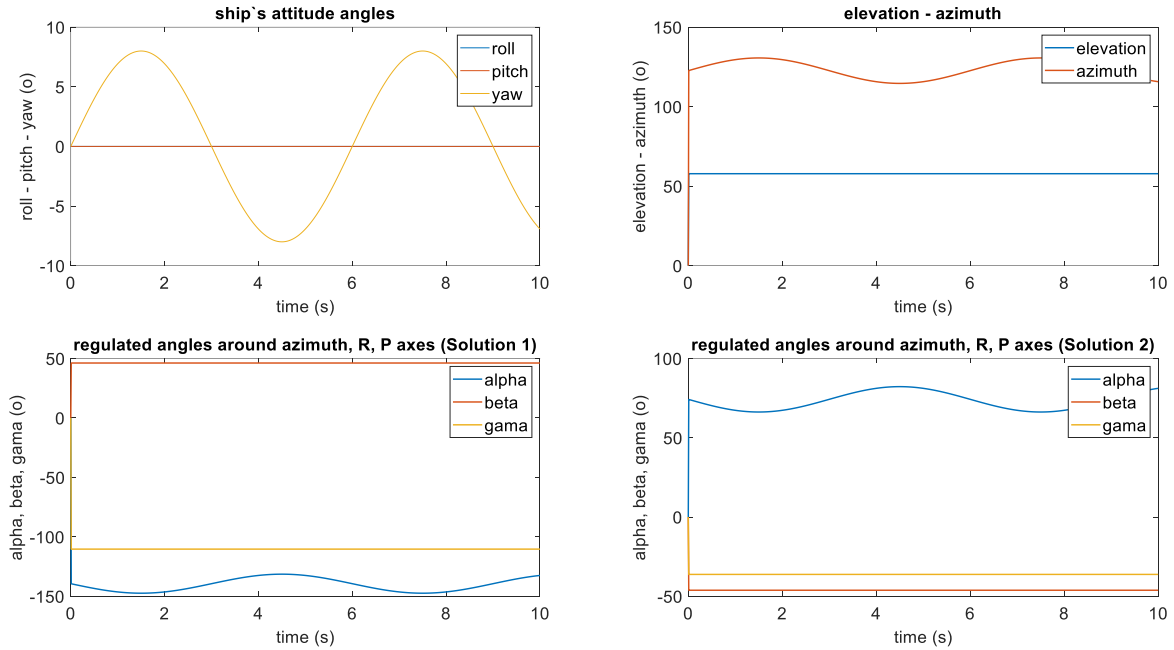 ship`s attitude angles
10
5
0
-5
-10
roll - pitch - yaw (o)
roll
pitch
yaw
0 2 4 6 8 10
time (s)
elevation - azimuth
150
100
50
0
elevation - azimuth (o)
elevation
azimuth
0 2 4 6 8 10
time (s)
regulated angles around azimuth, R, P axes (Solution 1)
50
0
-50
-100
-150
alpha, beta, gama (o)
alpha
beta
gama
0 2 4 6 8 10
time (s)
regulated angles around azimuth, R, P axes (Solution 2)
100
50
0
-50
alpha, beta, gama (o)
alpha
beta
gama
0 2 4 6 8 10
time (s)